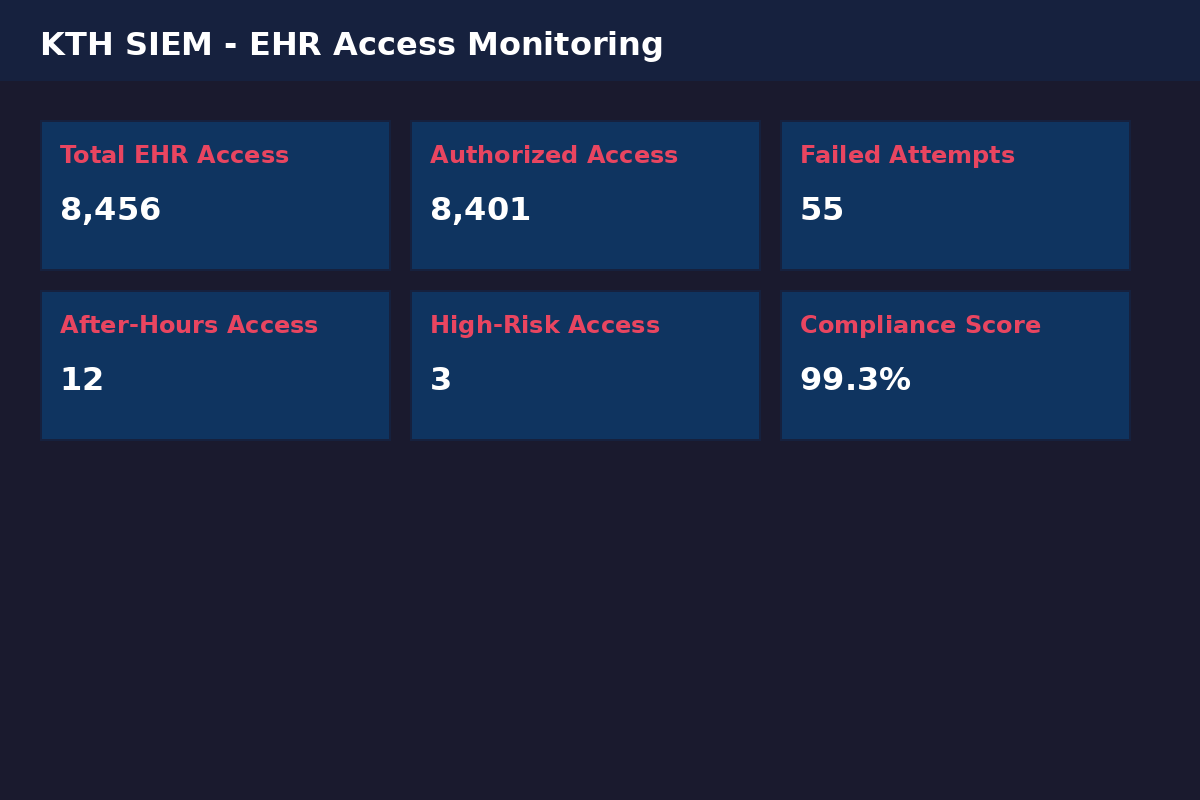 KTH SIEM - EHR Access Monitoring
Total EHR Access
8,456
Authorized Access
8,401
Failed Attempts
55
After-Hours Access
12
High-Risk Access
3
Compliance Score
99.3%